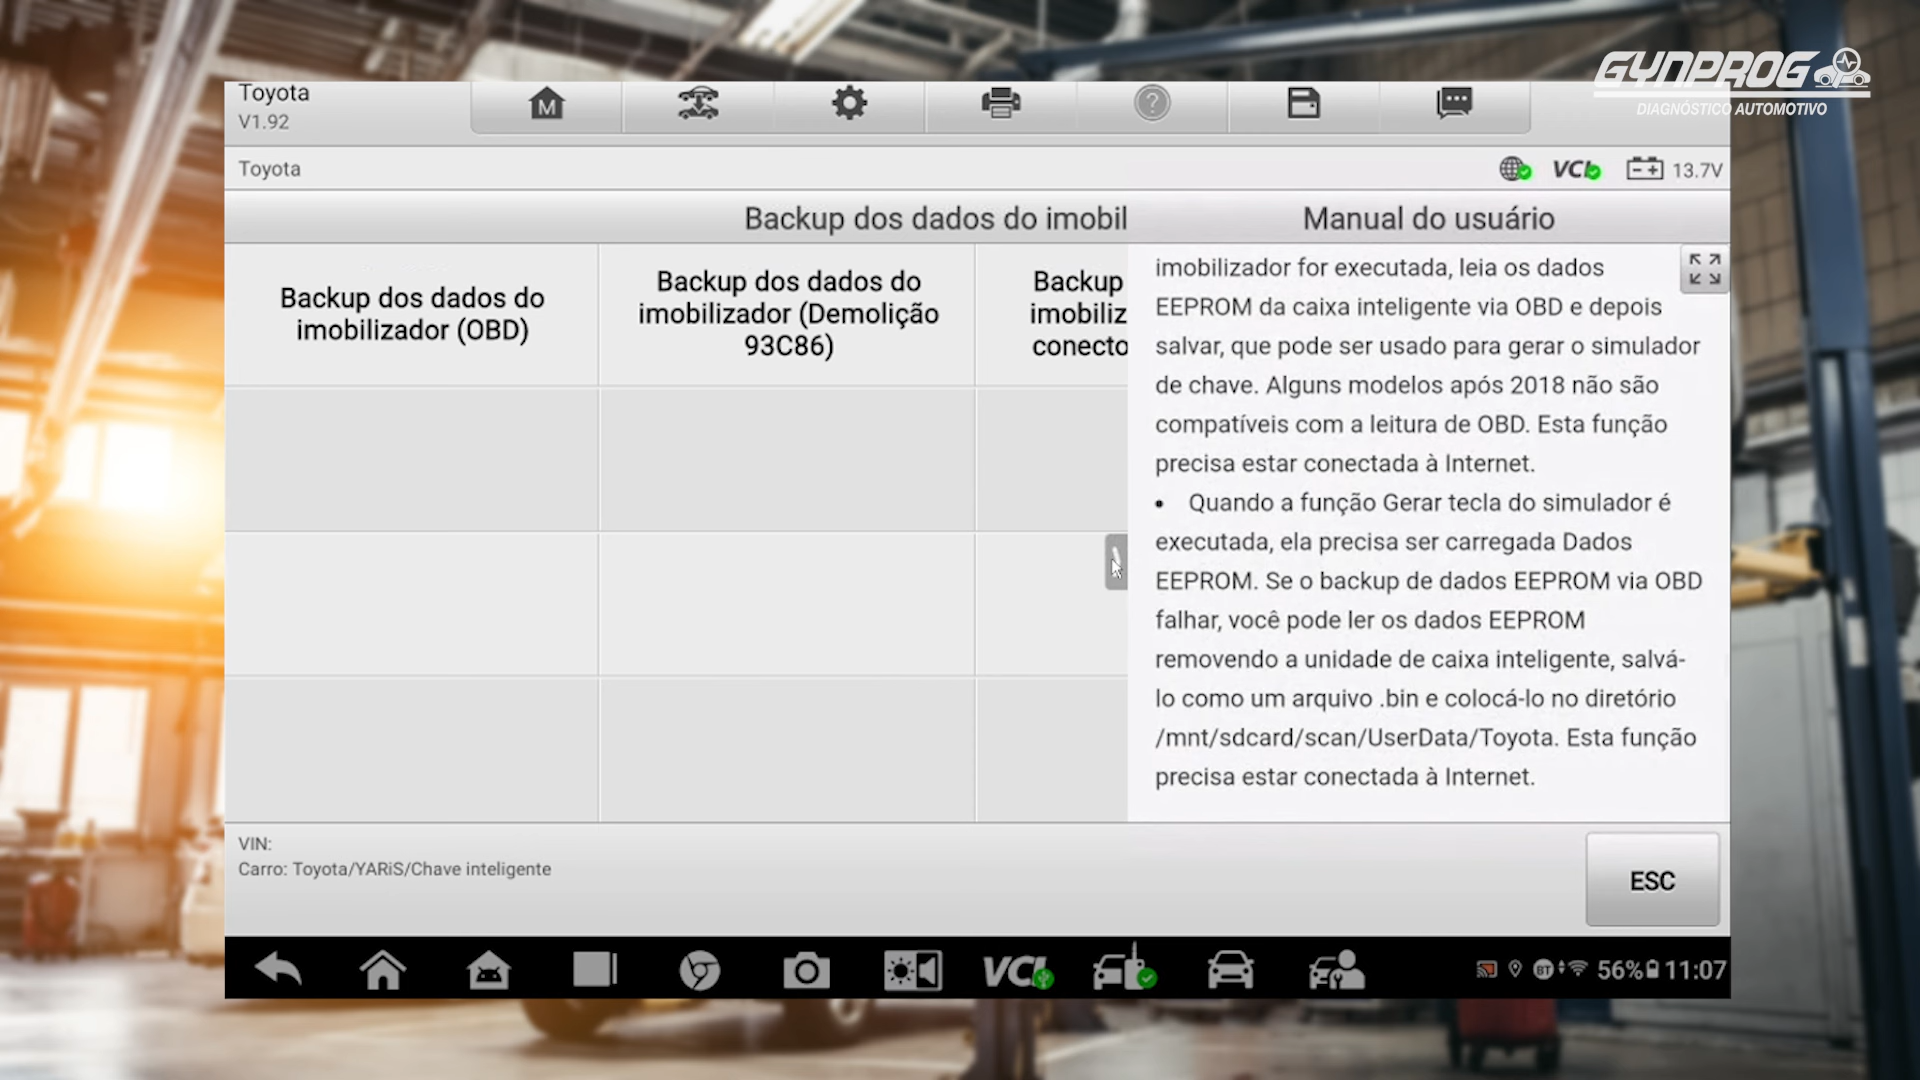 GYNPROG
DIAGNÓSTICO AUTOMOTIVO
Toyota
V1.92
M
?
Toyota
VCI
13.7V
Backup dos dados do imobil
Manual do usuário
Backup dos dados do
imobilizador (OBD)
Backup dos dados do
imobilizador (Demolição
93C86)
Backup
imobiliz
conecto
imobilizador for executada, leia os dados
EEPROM da caixa inteligente via OBD e depois
salvar, que pode ser usado para gerar o simulador
de chave. Alguns modelos após 2018 não são
compatíveis com a leitura de OBD. Esta função
precisa estar conectada à Internet.
• Quando a função Gerar tecla do simulador é
executada, ela precisa ser carregada Dados
EEPROM. Se o backup de dados EEPROM via OBD
falhar, você pode ler os dados EEPROM
removendo a unidade de caixa inteligente, salvá-
lo como um arquivo .bin e colocá-lo no diretório
/mnt/sdcard/scan/UserData/Toyota. Esta função
precisa estar conectada à Internet.
VIN:
Carro: Toyota/YARiS/Chave inteligente
ESC
VCI
BT
56%
11:07